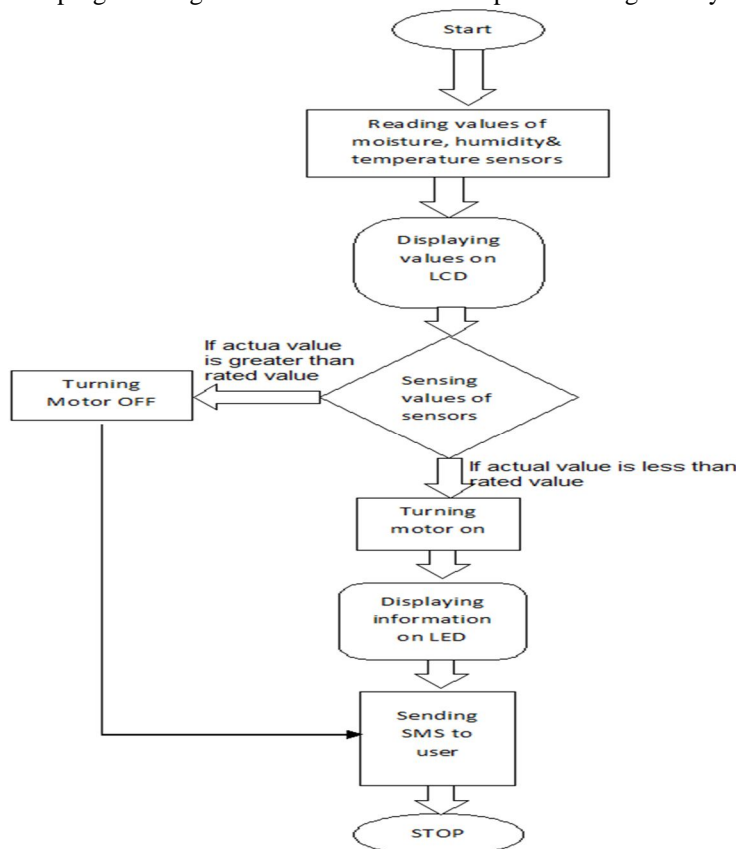 Start
Reading values of
moisture, humidity&
temperature sensors
Displaying
values on
LCD
If actua value
is greater than
rated value
Turning
Motor OFF
Sensing
values of
sensors
If actual value is less than
rated value
Turning
motor on
Displaying
information
on LED
Sending
SMS to
user
STOP